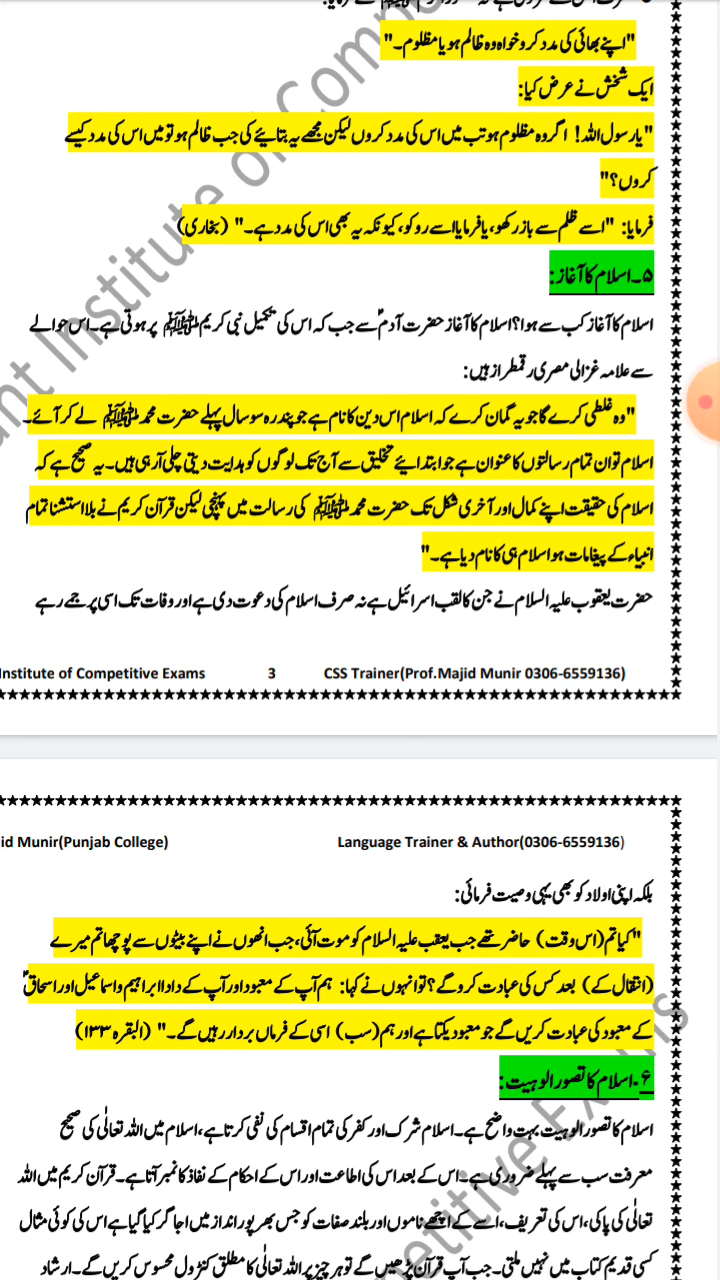 "اپنے بھائی کی مدد کرو خواہ وہ ظالم ہو یا مظلوم۔"
ایک شخش نے عرض کیا:
"یارسول اللہ! اگر وہ مظلوم ہو تب میں اس کی مدد کروں لیکن مجھے یہ بتائیے کی جب ظالم ہو تو میں اس کی مدد کیسے
کروں؟"
فرمایا: "اسے ظلم سے باز رکھو، یا فرمایا اسے روکو، کیونکہ یہ بھی اس کی مدد ہے۔" (بخاری)
۵۔اسلام کا آغاز:
اسلام کا آغاز کب سے ہوا؟ اسلام کا آغاز حضرت آدمؑ سے جب کہ اس کی تکمیل نبی کریم ﷺ پر ہوتی ہے۔ اس حوالے
سے علامہ غزالی مصری رقمطراز ہیں:
"وہ غلطی کرے گا جو یہ گمان کرے کہ اسلام اس دین کا نام ہے جو پندرہ سو سال پہلے حضرت محمد ﷺ لے کر آئے۔
اسلام تو ان تمام رسالتوں کا عنوان ہے جو ابتدائے تخلیق سے آج تک لوگوں کو ہدایت دیتی چلی آرہی ہیں۔ یہ صحیح ہے کہ
اسلام کی حقیقت اپنے کمال اور آخری شکل تک حضرت محمد ﷺ کی رسالت میں پہنچی لیکن قرآن کریم نے بلا استشنا تمام
انبیاء کے پیغامات ہو اسلام ہی کا نام دیا ہے۔"
حضرت یعقوب علیہ السلام نے جن کا لقب اسرائیل ہے نہ صرف اسلام کی دعوت دی ہے اور وفات تک اسی پر جمے رہے
nstitute of Competitive Exams 3 CSS Trainer(Prof.Majid Munir 0306-6559136)
id Munir(Punjab College) Language Trainer & Author(0306-6559136)
بلکہ اپنی اولاد کو بھی یہی وصیت فرمائی:
"کیا تم (اس وقت) حاضر تھے جب یعقب علیہ السلام کو موت آئی، جب انھوں نے اپنے بیٹوں سے پوچھا تم میرے
(انتقال کے) بعد کس کی عبادت کرو گے؟ تو انہوں نے کہا: ہم آپ کے معبود اور آپ کے دادا ابراہیم و اسماعیل اور اسحاقؑ
کے معبود کی عبادت کریں گے جو معبود یکتا ہے اور ہم (سب) اسی کے فرماں بردار رہیں گے۔" (البقرہ ۱۳۳)
۶۔اسلام کا تصور الوہیت:
اسلام کا تصور الوہیت بہت واضح ہے۔ اسلام شرک اور کفر کی تمام اقسام کی نفی کرتا ہے، اسلام میں اللہ تعالٰی کی صحیح
معرفت سب سے پہلے ضروری ہے۔ اس کے بعد اس کی اطاعت اور اس کے احکام کے نفاذ کا نمبر آتا ہے۔ قرآن کریم میں اللہ
تعالٰی کی پاکی، اس کی تعریف، اسے کے اچھے ناموں اور بلند صفات کو جس بھر پور انداز میں اجاگر کیا گیا ہے اس کی کوئی مثال
کسی قدیم کتاب میں نہیں ملتی۔ جب آپ قرآن پڑھیں گے تو ہر چیز پر اللہ تعالٰی کا مطلق کنٹرول محسوس کریں گے۔ ارشاد